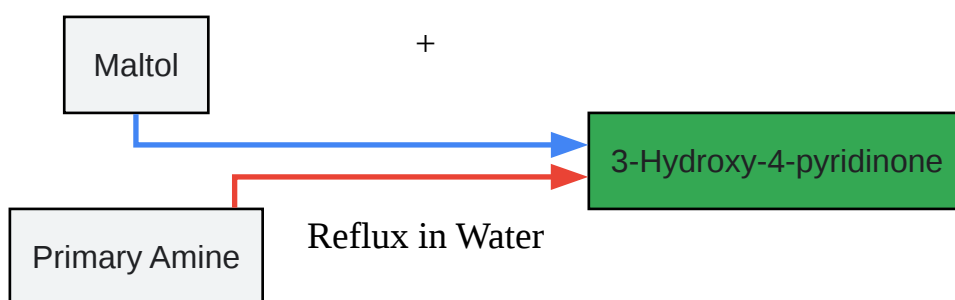 Maltol
+
3-Hydroxy-4-pyridinone
Reflux in Water
Primary Amine